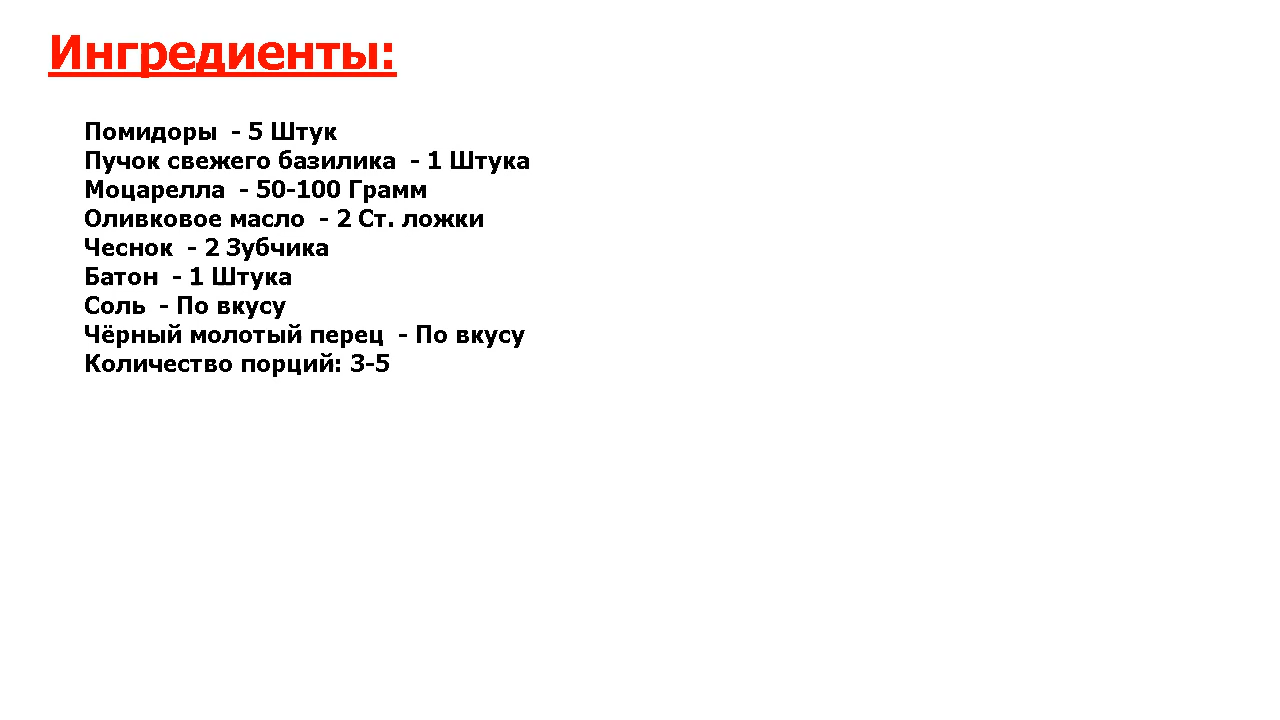 Ингредиенты:
Помидоры  - 5 Штук
Пучок свежего базилика  - 1 Штука
Моцарелла  - 50-100 Грамм
Оливковое масло  - 2 Ст. ложки
Чеснок  - 2 Зубчика
Батон  - 1 Штука
Соль  - По вкусу
Чёрный молотый перец  - По вкусу
Количество порций: 3-5